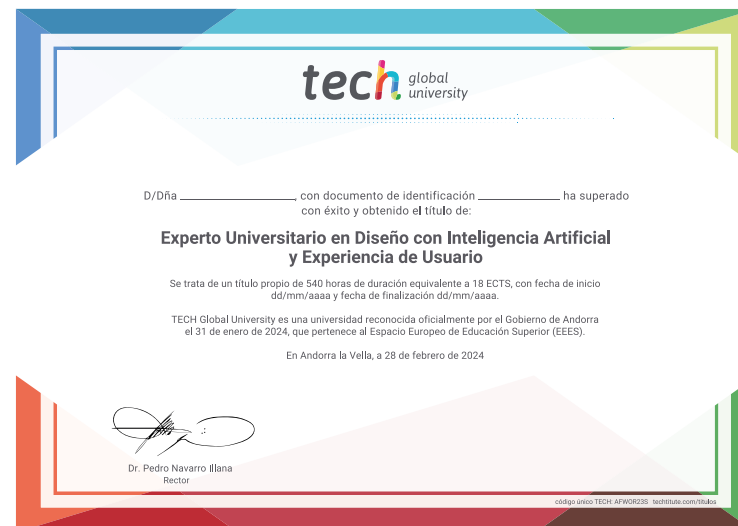 tech global university
D/Dña ____________________, con documento de identificación ______________ ha superado
con éxito y obtenido el título de:
Experto Universitario en Diseño con Inteligencia Artificial
y Experiencia de Usuario
Se trata de un título propio de 540 horas de duración equivalente a 18 ECTS, con fecha de inicio
dd/mm/aaaa y fecha de finalización dd/mm/aaaa.
TECH Global University es una universidad reconocida oficialmente por el Gobierno de Andorra
el 31 de enero de 2024, que pertenece al Espacio Europeo de Educación Superior (EEES).
En Andorra la Vella, a 28 de febrero de 2024
Dr. Pedro Navarro Illana
Rector
código único TECH: AFWOR23S techtitute.com/títulos